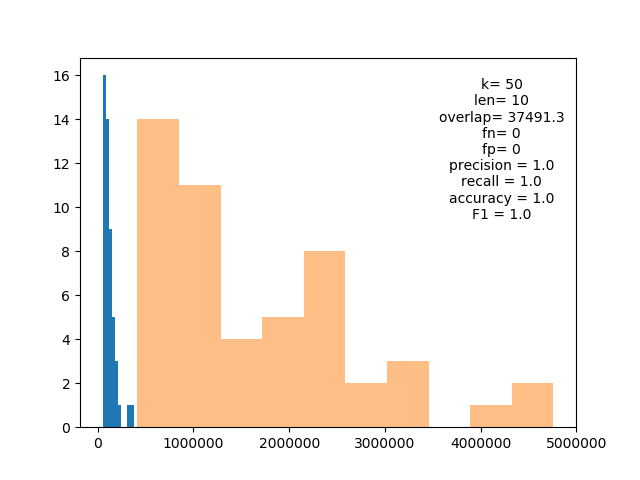 16
14
12
10
8
6
4
2
0
k= 50
len= 10
overlap= 37491.3
fn= 0
fp= 0
precision = 1.0
recall = 1.0
accuracy = 1.0
F1 = 1.0
0 1000000 2000000 3000000 4000000 5000000